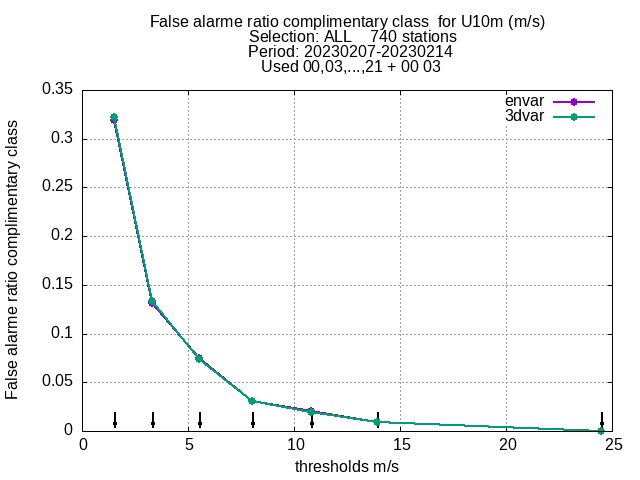 False alarme ratio complimentary class  for U10m (m/s)
Selection: ALL    740 stations
Period: 20230207-20230214
Used 00,03,...,21 + 00 03
envar
3dvar
False alarme ratio complimentary class
0.35
0.3
0.25
0.2
0.15
0.1
0.05
0
0 5 10 15 20 25
thresholds m/s